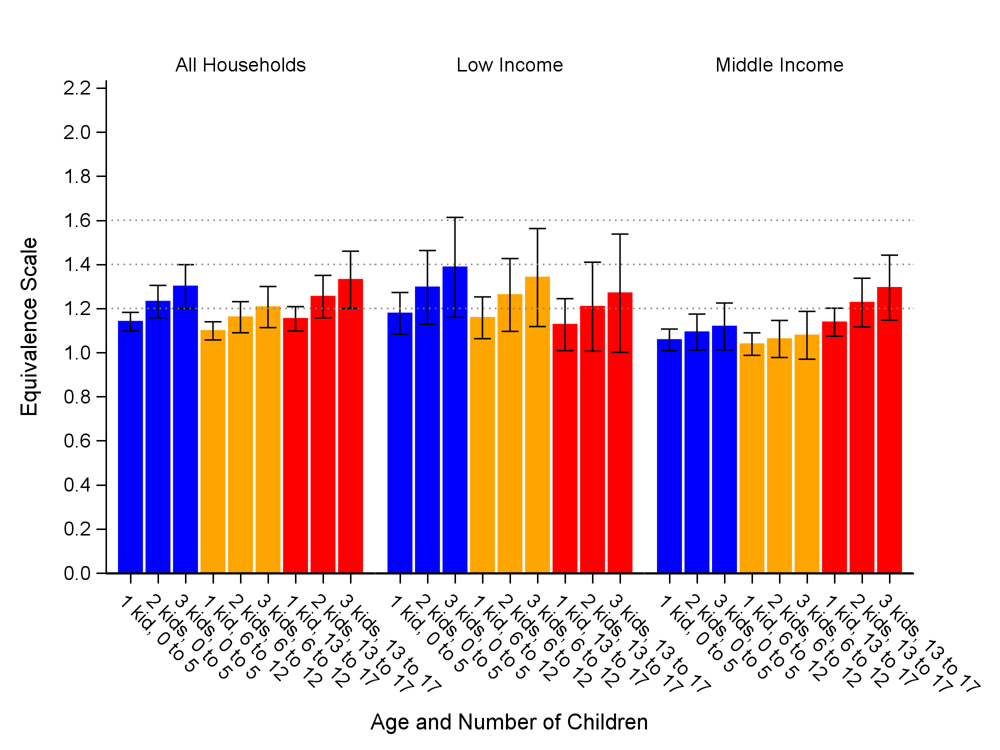 All Households
Low Income
Middle Income
2.2
2.0
1.8
1.6
1.4
1.2
1.0
0.8
0.6
0.4
0.2
0.0
Equivalence Scale
1 kid, 0 to 5
2 kids, 0 to 5
3 kids, 0 to 5
1 kid, 6 to 12
2 kids, 6 to 12
3 kids, 6 to 12
1 kid, 13 to 17
2 kids, 13 to 17
3 kids, 13 to 17
1 kid, 0 to 5
2 kids, 0 to 5
3 kids, 0 to 5
1 kid, 6 to 12
2 kids, 6 to 12
3 kids, 6 to 12
1 kid, 13 to 17
2 kids, 13 to 17
3 kids, 13 to 17
1 kid, 0 to 5
2 kids, 0 to 5
3 kids, 0 to 5
1 kid, 6 to 12
2 kids, 6 to 12
3 kids, 6 to 12
1 kid, 13 to 17
2 kids, 13 to 17
3 kids, 13 to 17
Age and Number of Children